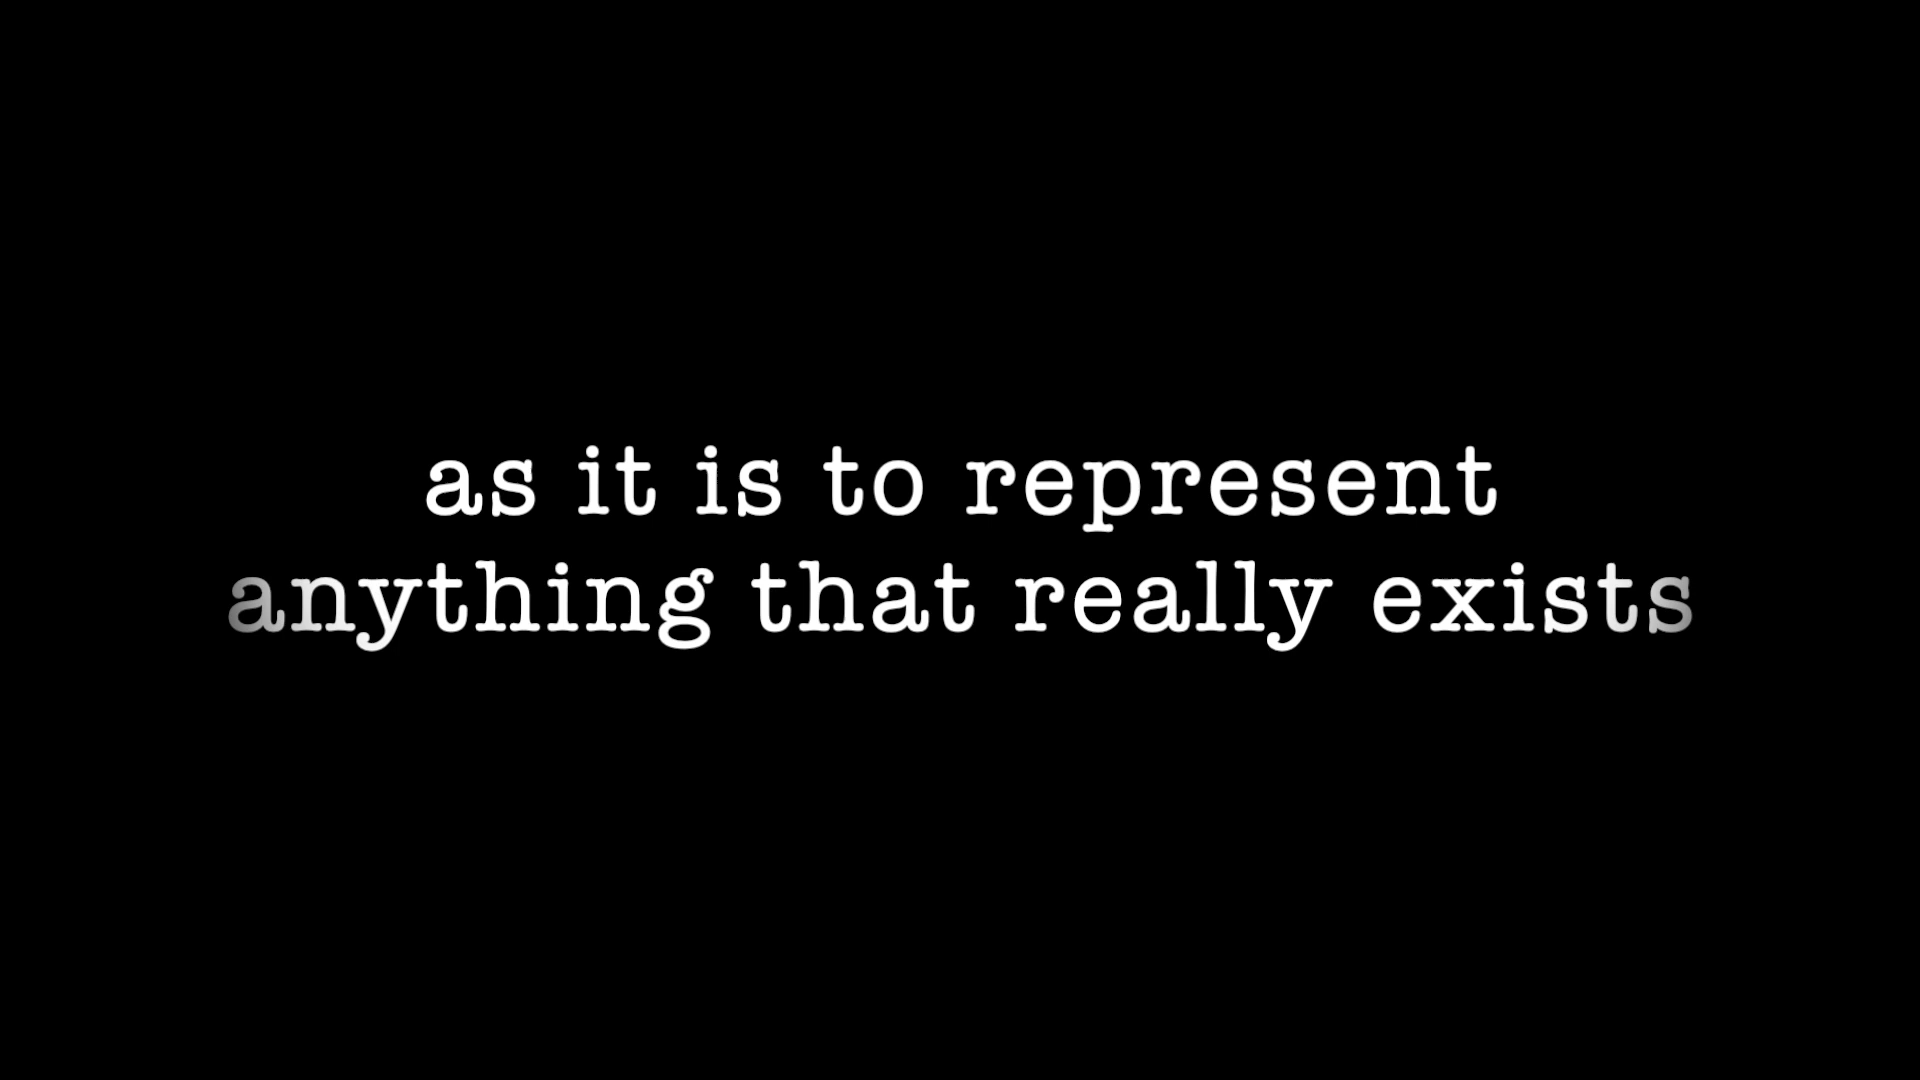 as it is to represent
anything that really exists